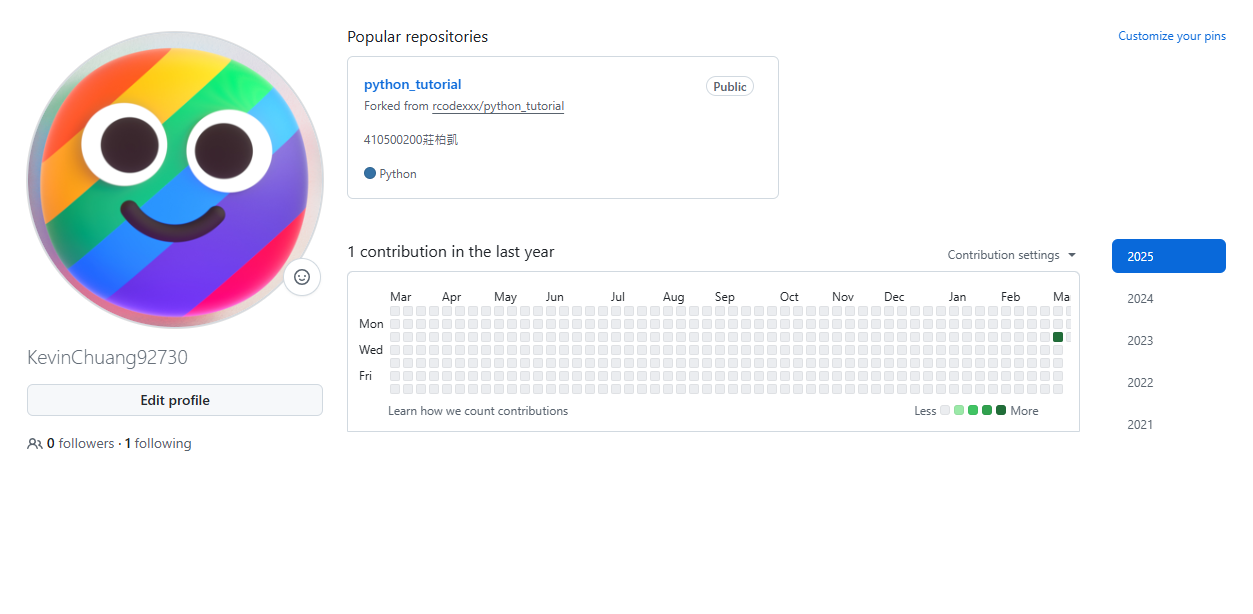 Popular repositories
Customize your pins
python_tutorial
Public
Forked from rcodexxx/python_tutorial
410500200莊柏凱
Python
1 contribution in the last year
Contribution settings
2025
2024
2023
2022
2021
Mar Apr May Jun Jul Aug Sep Oct Nov Dec Jan Feb Ma
Mon
Wed
Fri
Learn how we count contributions
Less
More
KevinChuang92730
Edit profile
0 followers · 1 following